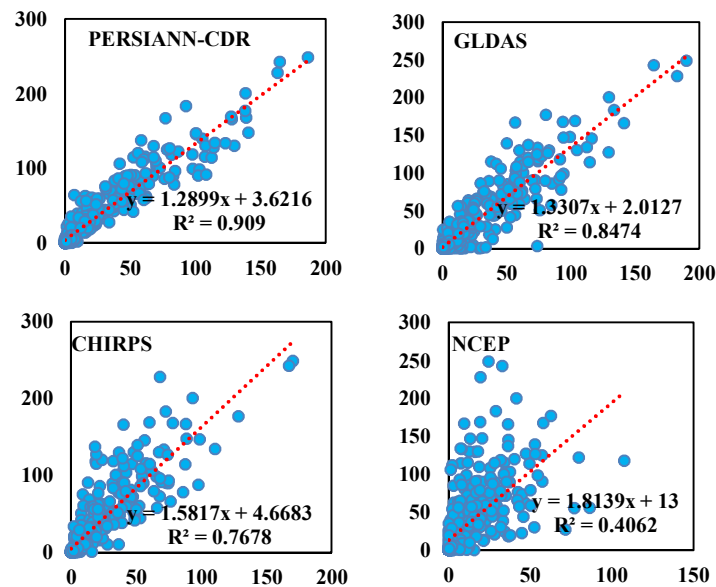 PERSIANN-CDR
300
200
100
0
y = 1.2899x + 3.6216
R² = 0.909
0 50 100 150 200
GLDAS
300
250
200
150
100
50
0
y = 1.3307x + 2.0127
R² = 0.8474
0 50 100 150 200
CHIRPS
300
200
100
0
y = 1.5817x + 4.6683
R² = 0.7678
0 50 100 150 200
NCEP
300
250
200
150
100
50
0
y = 1.8139x + 13
R² = 0.4062
0 50 100 150